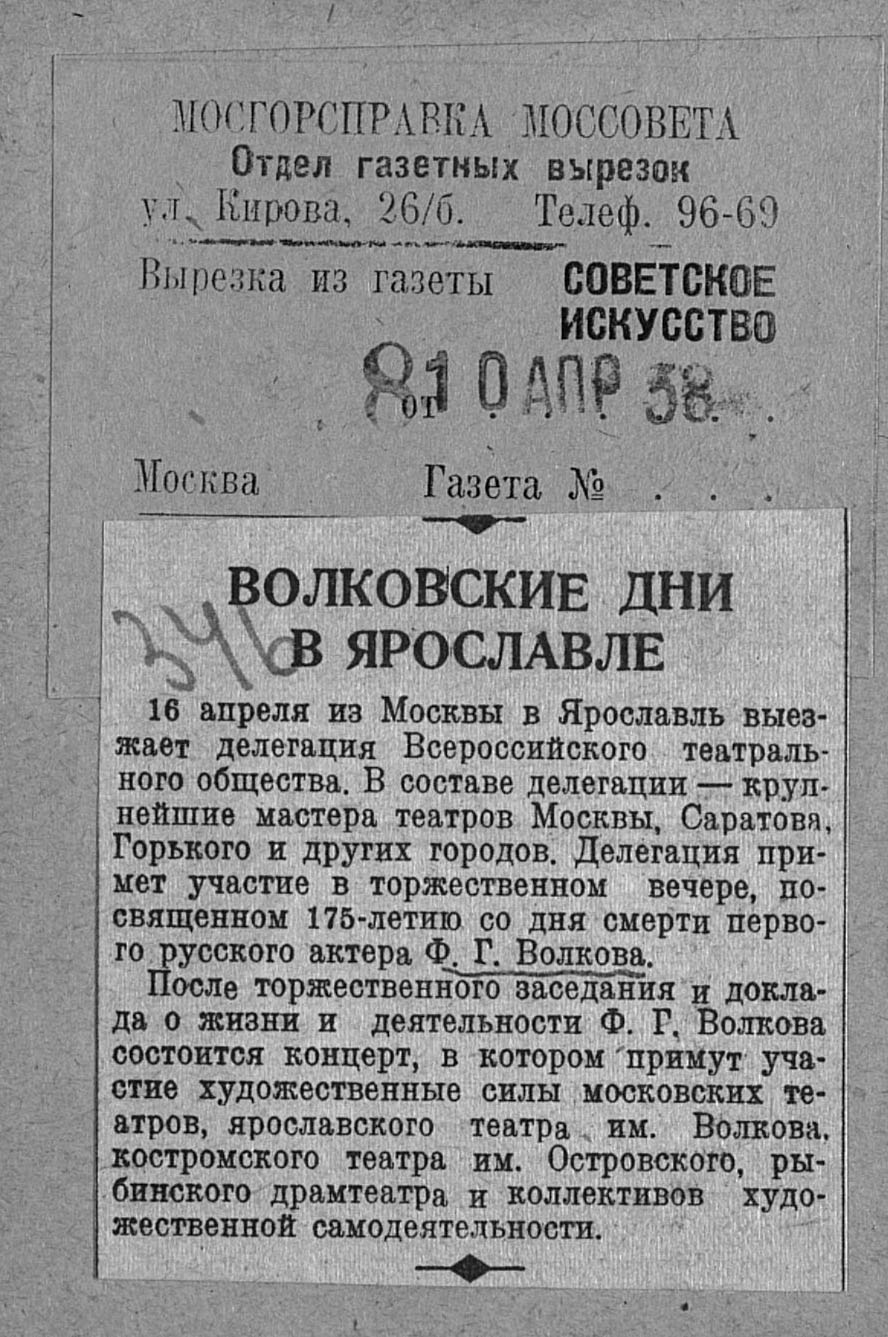 МОСГОРСПРАВКА МОССОВЕТА
Отдел газетных вырезок
ул. Кирова, 26/б. Телеф. 96-69
Вырезка из газеты СОВЕТСКОЕ
ИСКУССТВО
от 10 АПР 38
Москва Газета № . . .
ВОЛКОВСКИЕ ДНИ
В ЯРОСЛАВЛЕ
346
16 апреля из Москвы в Ярославль выез-
жает делегация Всероссийского театраль-
ного общества. В составе делегации — круп-
нейшие мастера театров Москвы, Саратова,
Горького и других городов. Делегация при-
мет участие в торжественном вечере, по-
священном 175-летию со дня смерти перво-
го русского актера Ф. Г. Волкова.
После торжественного заседания и докла-
да о жизни и деятельности Ф. Г. Волкова
состоится концерт, в котором примут уча-
стие художественные силы московских те-
атров, ярославского театра им. Волкова,
костромского театра им. Островского, ры-
бинского драмтеатра и коллективов худо-
жественной самодеятельности.